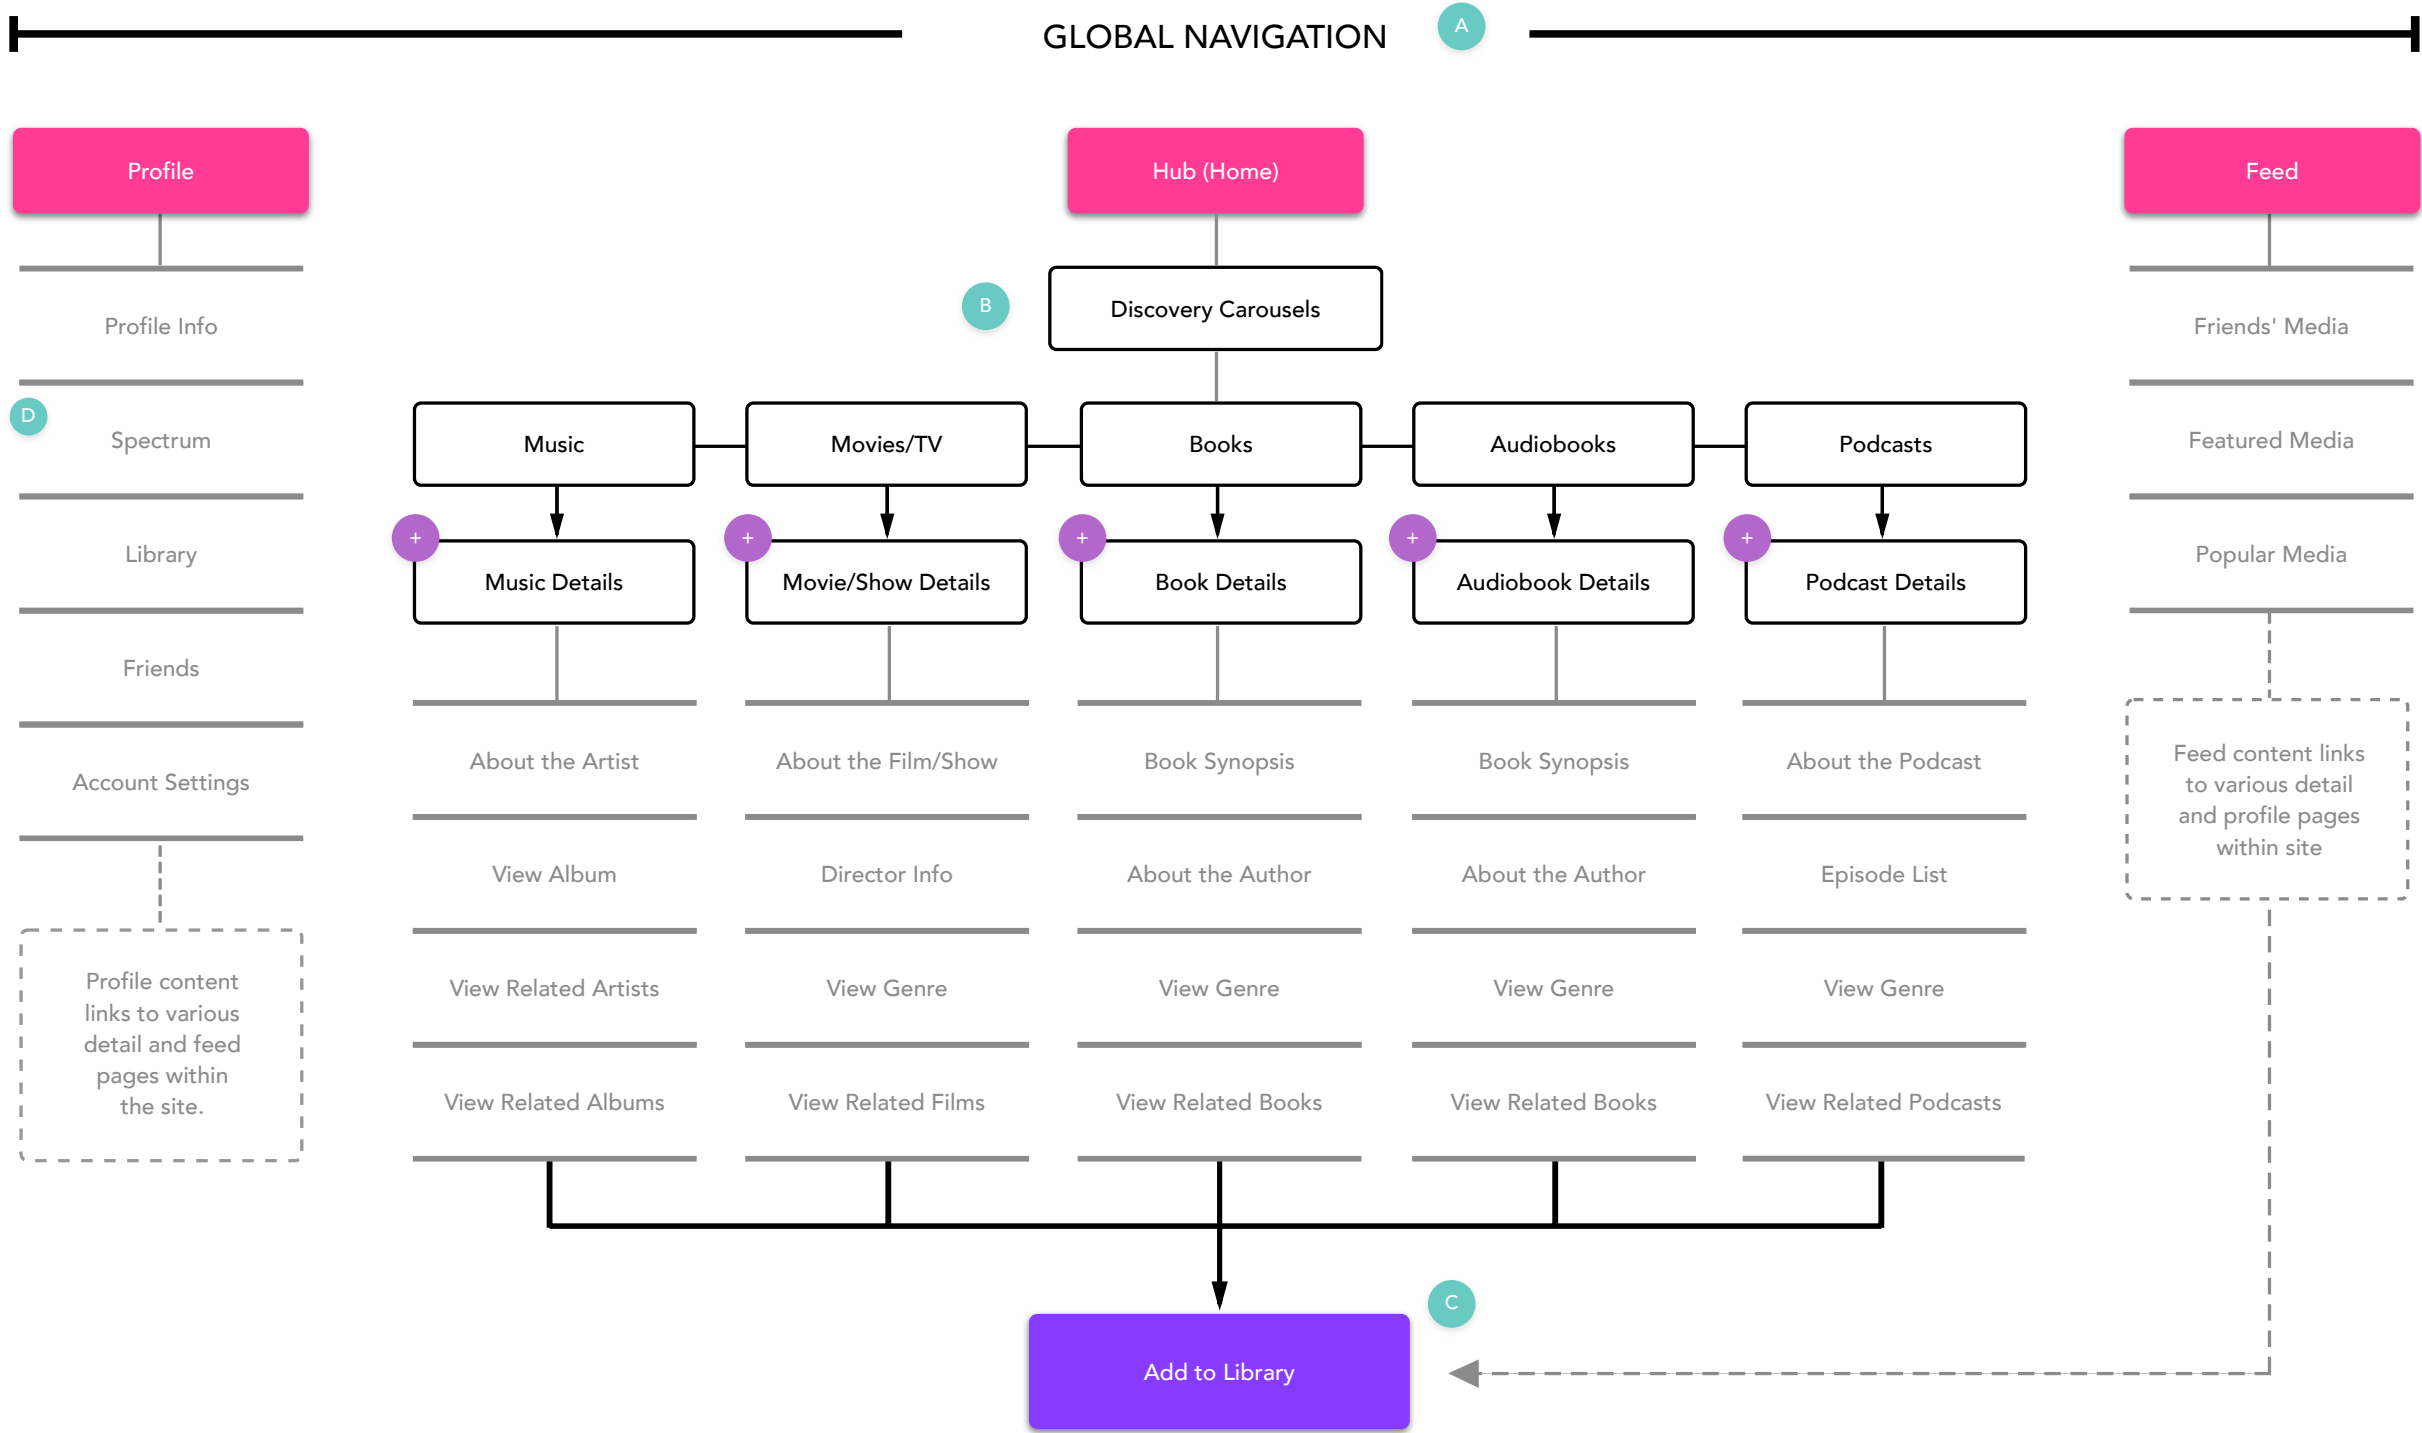 GLOBAL NAVIGATION
A
Profile
Hub (Home)
Feed
Profile Info
B
Discovery Carousels
Friends' Media
D
Spectrum
Music
Movies/TV
Books
Audiobooks
Podcasts
Featured Media
Library
+
Music Details
+
Movie/Show Details
+
Book Details
+
Audiobook Details
+
Podcast Details
Popular Media
Friends
Account Settings
About the Artist
About the Film/Show
Book Synopsis
Book Synopsis
About the Podcast
Feed content links
to various detail
and profile pages
within site
View Album
Director Info
About the Author
About the Author
Episode List
Profile content
links to various
detail and feed
pages within
the site.
View Related Artists
View Genre
View Genre
View Genre
View Genre
View Related Albums
View Related Films
View Related Books
View Related Books
View Related Podcasts
C
Add to Library